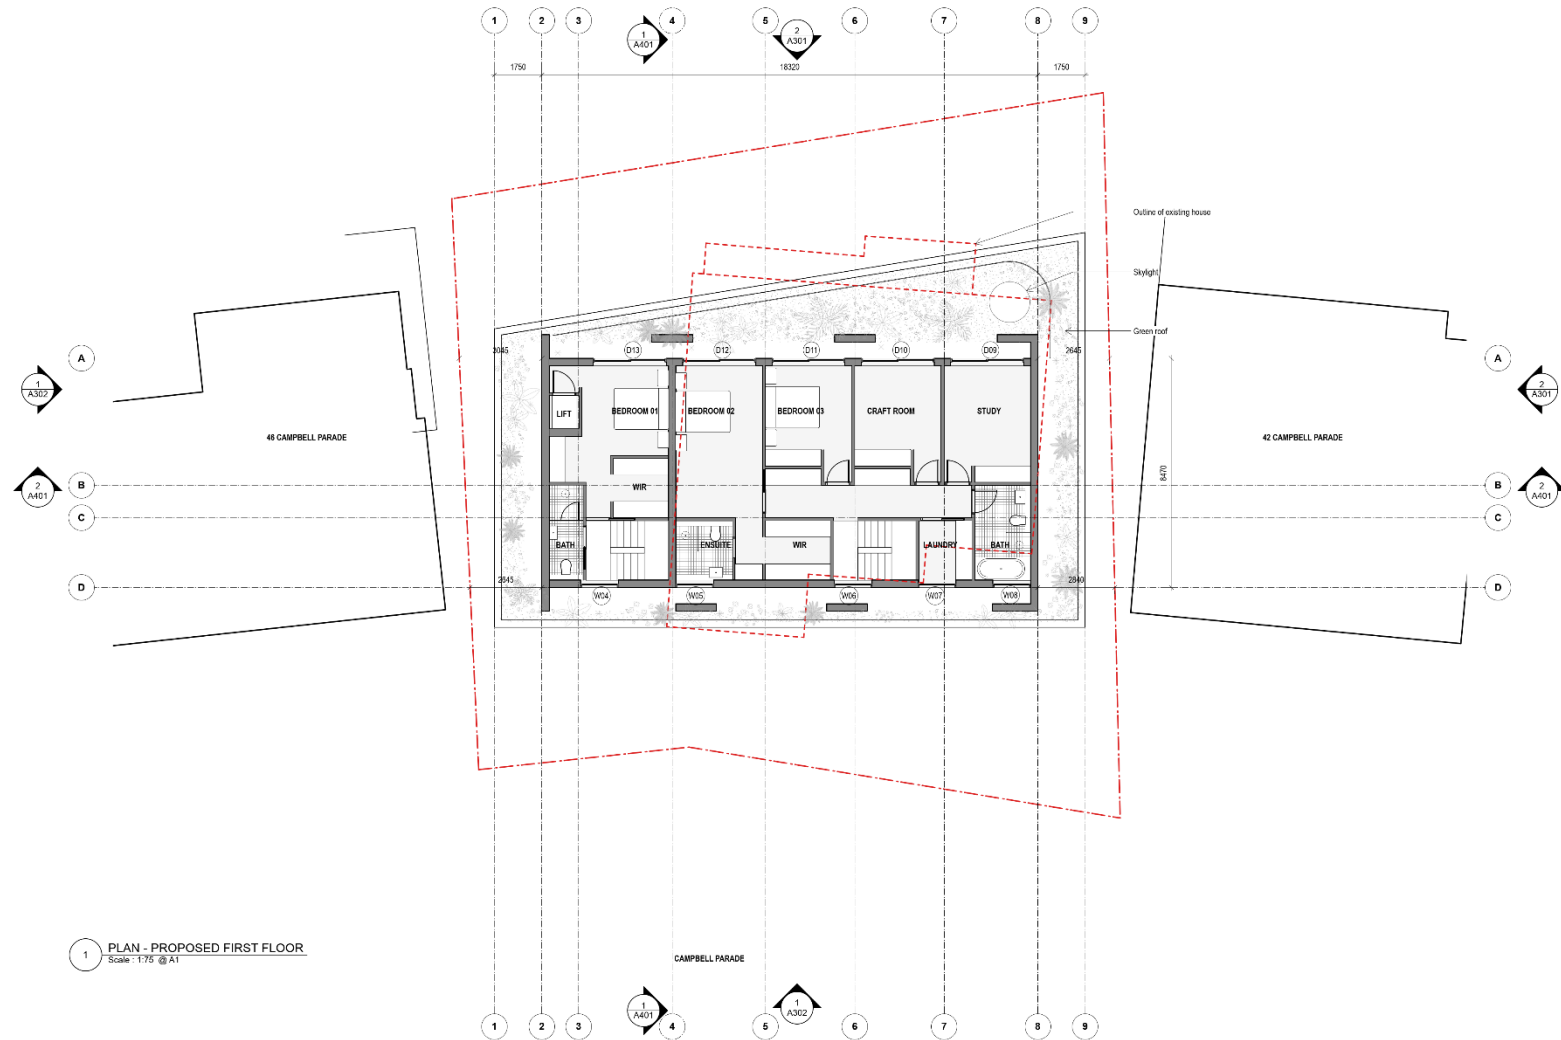 1 2 3 4 5 6 7 8 9
1
A401
2
A301
1750 18320 1750
Outline of existing house
Skylight
Green roof
A A
3045 D13 D12 D11 D10 D09 2645
1
A302
2
A301
LIFT BEDROOM 01 BEDROOM 02 BEDROOM 03 CRAFT ROOM STUDY
46 CAMPBELL PARADE 42 CAMPBELL PARADE
8470
2
A401
2
A401
B B
WIR
C C
BATH ENSUITE WIR LAUNDRY BATH
2645 2840
D D
W04 W05 W06 W07 W08
1
PLAN - PROPOSED FIRST FLOOR
Scale : 1:75 @ A1
CAMPBELL PARADE
1
A401
1
A302
1 2 3 4 5 6 7 8 9